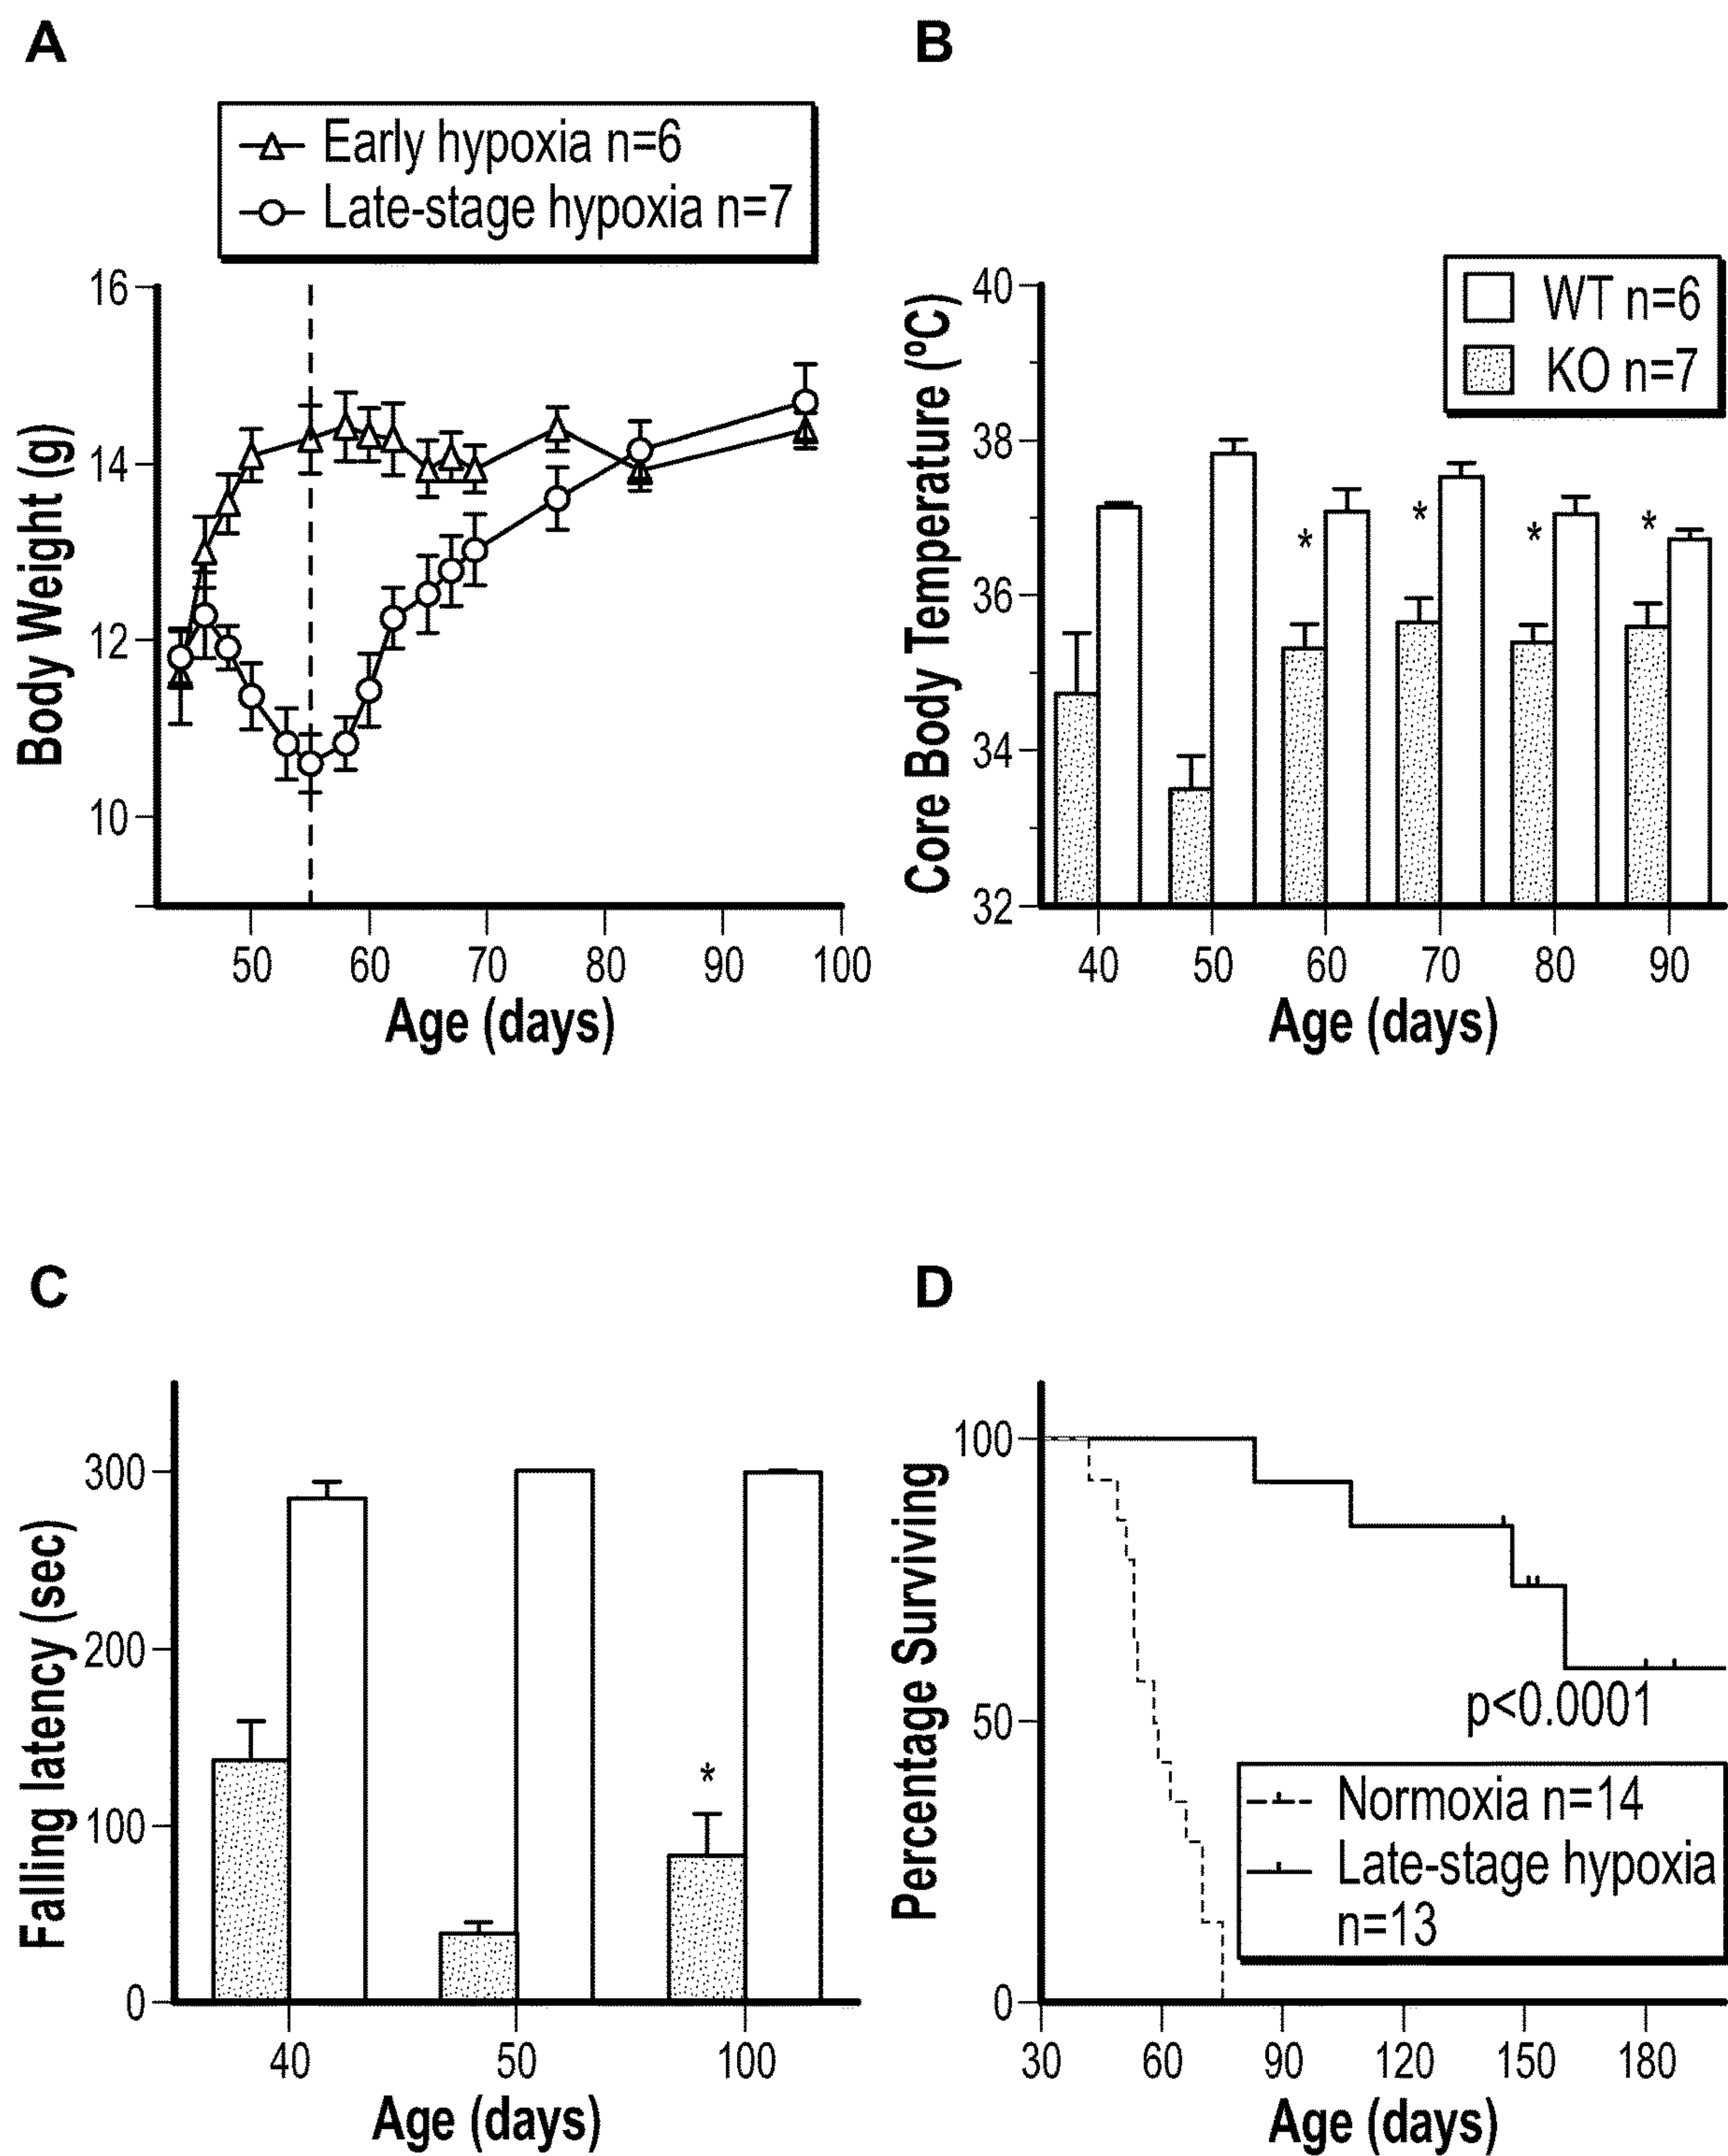 A
Early hypoxia n=6
Late-stage hypoxia n=7
16
14
12
10
Body Weight (g)
50 60 70 80 90 100
Age (days)
B
WT n=6
KO n=7
40
38
36
34
32
Core Body Temperature (ºC)
* * * *
40 50 60 70 80 90
Age (days)
C
300
200
100
0
Falling latency (sec)
*
40 50 100
Age (days)
D
100
50
0
Percentage Surviving
p<0.0001
Normoxia n=14
Late-stage hypoxia
n=13
30 60 90 120 150 180
Age (days)